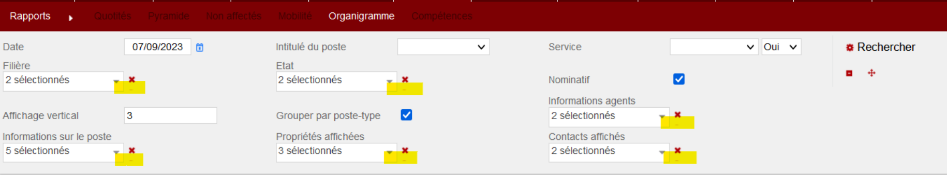 Rapports Quotités Pyramide Non affectés Mobilité Organigramme Compétences
Date 07/09/2023 Intitulé du poste Service Oui Rechercher
Filière Etat
2 sélectionnés 2 sélectionnés Nominatif
Informations agents
Affichage vertical 3 Grouper par poste-type 2 sélectionnés
Informations sur le poste Propriétés affichées Contacts affichés
5 sélectionnés 3 sélectionnés 2 sélectionnés